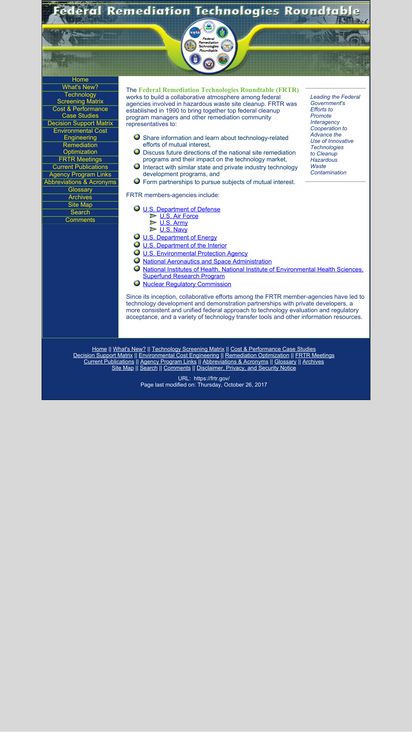 Federal Remediation Technologies Roundtable
Home
What's New?
Technology
Screening Matrix
Cost & Performance
Case Studies
Decision Support Matrix
Environmental Cost
Engineering
Remediation
Optimization
FRTR Meetings
Current Publications
Agency Program Links
Abbreviations & Acronyms
Glossary
Archives
Site Map
Search
Comments
The Federal Remediation Technologies Roundtable (FRTR)
works to build a collaborative atmosphere among federal
agencies involved in hazardous waste site cleanup. FRTR was
established in 1990 to bring together top federal cleanup
program managers and other remediation community
representatives to:
Share information and learn about technology-related
efforts of mutual interest,
Discuss future directions of the national site remediation
programs and their impact on the technology market,
Interact with similar state and private industry technology
development programs, and
Form partnerships to pursue subjects of mutual interest.
Leading the Federal
Government's
Efforts to
Promote
Interagency
Cooperation to
Advance the
Use of Innovative
Technologies
to Cleanup
Hazardous
Waste
Contamination
FRTR members-agencies include:
U.S. Department of Defense
U.S. Air Force
U.S. Army
U.S. Navy
U.S. Department of Energy
U.S. Department of the Interior
U.S. Environmental Protection Agency
National Aeronautics and Space Administration
National Institutes of Health, National Institute of Environmental Health Sciences,
Superfund Research Program
Nuclear Regulatory Commission
Since its inception, collaborative efforts among the FRTR member-agencies have led to
technology development and demonstration partnerships with private developers, a
more consistent and unified federal approach to technology evaluation and regulatory
acceptance, and a variety of technology transfer tools and other information resources.
Home || What's New? || Technology Screening Matrix || Cost & Performance Case Studies
Decision Support Matrix || Environmental Cost Engineering || Remediation Optimization || FRTR Meetings
Current Publications || Agency Program Links || Abbreviations & Acronyms || Glossary || Archives
Site Map || Search || Comments || Disclaimer, Privacy, and Security Notice
URL: https://frtr.gov/
Page last modified on: Thursday, October 26, 2017